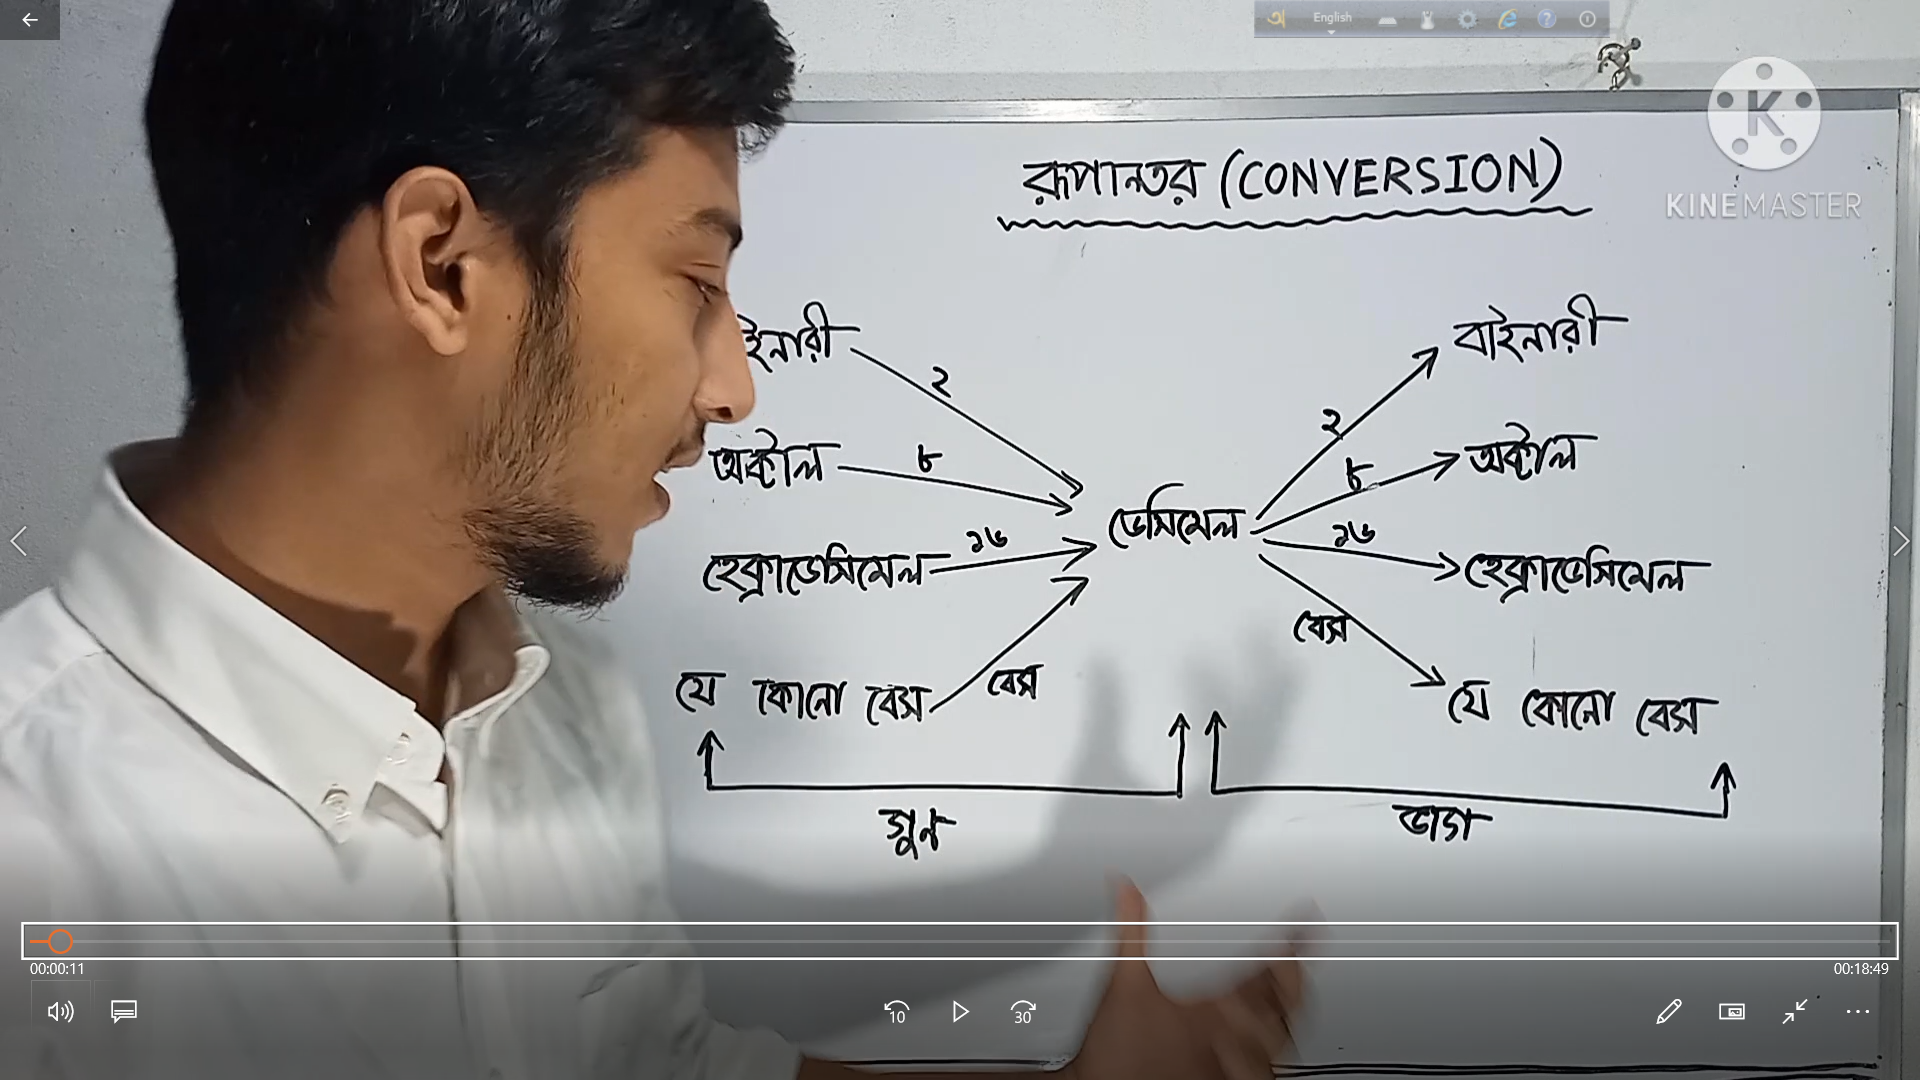 English
K
KINEMASTER
রূপান্তর (CONVERSION)
ইনারী
২
২
বাইনারী
অক্টাল
৮
৮
অক্টাল
ডেসিমেল
হেক্সাডেসিমেল
১৬
১৬
হেক্সাডেসিমেল
বেস
যে কোনো বেস
বেস
যে কোনো বেস
গুন
ভাগ
00:00:11
00:18:49
10
30